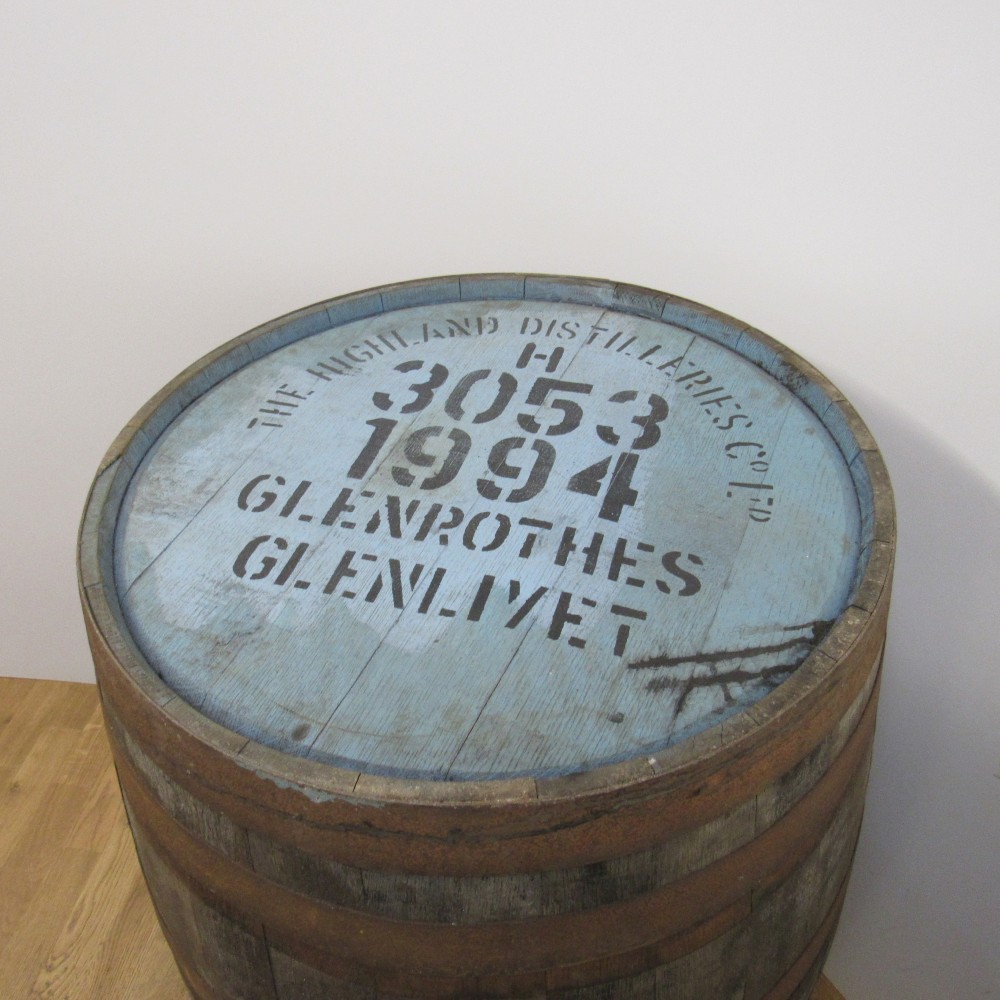 THE HIGHLAND DISTILLERIES Cº LTD
H
3053
1994
GLENROTHES
GLENLIVET